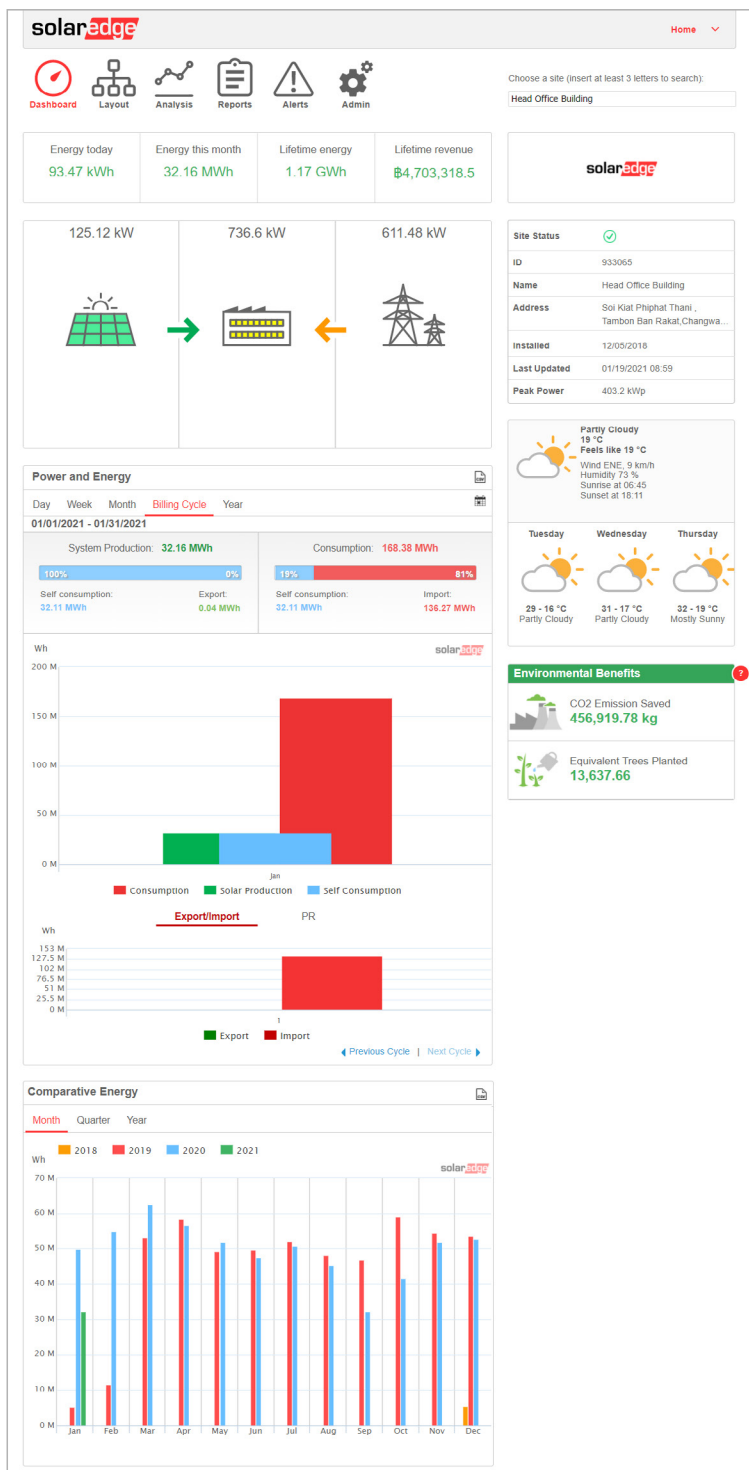 solaredge
Home
Dashboard Layout Analysis Reports Alerts Admin
Choose a site (insert at least 3 letters to search):
Head Office Building
Energy today
93.47 kWh
Energy this month
32.16 MWh
Lifetime energy
1.17 GWh
Lifetime revenue
฿4,703,318.5
solaredge
125.12 kW
736.6 kW
611.48 kW
Site Status
ID 933065
Name Head Office Building
Address Soi Kiat Phiphat Thani ,
Tambon Ban Rakat,Changwa...
Installed 12/05/2018
Last Updated 01/19/2021 08:59
Peak Power 403.2 kWp
Partly Cloudy
19 °C
Feels like 19 °C
Wind ENE, 9 km/h
Humidity 73 %
Sunrise at 06:45
Sunset at 18:11
Tuesday Wednesday Thursday
29 - 16 °C 31 - 17 °C 32 - 19 °C
Partly Cloudy Partly Cloudy Mostly Sunny
Environmental Benefits
?
CO2 Emission Saved
456,919.78 kg
Equivalent Trees Planted
13,637.66
Power and Energy
CSV
Day Week Month Billing Cycle Year
01/01/2021 - 01/31/2021
System Production: 32.16 MWh
100% 0%
Self consumption: Export:
32.11 MWh 0.04 MWh
Consumption: 168.38 MWh
19% 81%
Self consumption: Import:
32.11 MWh 136.27 MWh
Wh
solaredge
200 M
150 M
100 M
50 M
0 M
Jan
Consumption Solar Production Self Consumption
Export/Import PR
Wh
153 M
127.5 M
102 M
76.5 M
51 M
25.5 M
0 M
1
Export Import
Previous Cycle | Next Cycle
Comparative Energy
CSV
Month Quarter Year
2018 2019 2020 2021
Wh
solaredge
70 M
60 M
50 M
40 M
30 M
20 M
10 M
0 M
Jan Feb Mar Apr May Jun Jul Aug Sep Oct Nov Dec